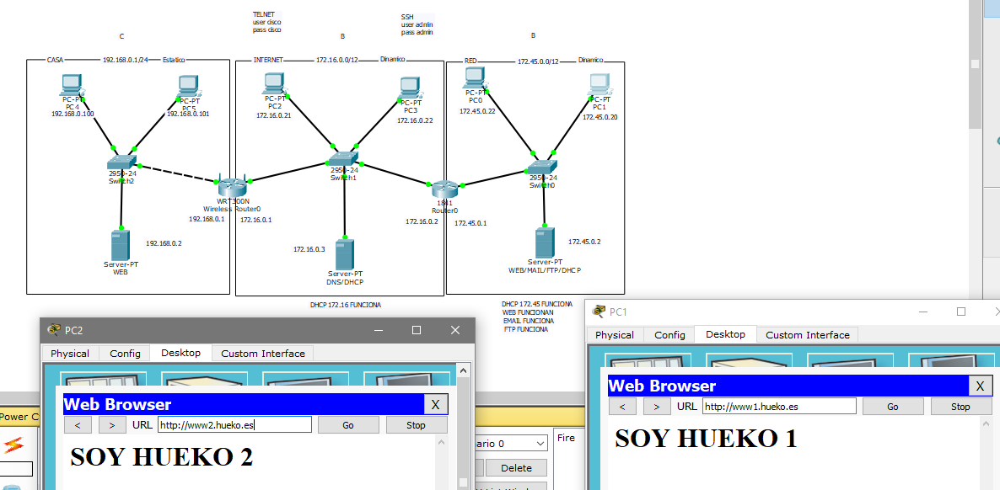 TELNET
user cisco
pass cisco
SSH
user admin
pass admin
C
B
B
CASA
192.168.0.1/24
Estatico
INTERNET
172.16.0.0/12
Dinamico
RED
172.45.0.0/12
Dinamico
PC-PT
PC4
192.168.0.100
PC-PT
PC5
192.168.0.101
PC-PT
PC2
172.16.0.21
PC-PT
PC3
172.16.0.22
PC-PT
PC0
172.45.0.22
PC-PT
PC1
172.45.0.20
2950-24
Switch2
2950-24
Switch1
2950-24
Switch0
WRT300N
Wireless Router0
192.168.0.1
172.16.0.1
1841
Router0
172.16.0.2
172.45.0.1
192.168.0.2
Server-PT
WEB
172.16.0.3
Server-PT
DNS/DHCP
172.45.0.2
Server-PT
WEB/MAIL/FTP/DHCP
DHCP 172.16 FUNCIONA
DHCP 172.45 FUNCIONA
WEB FUNCIONAN
EMAIL FUNCIONA
FTP FUNCIONA
PC2
Physical
Config
Desktop
Custom Interface
Web Browser
X
<
>
URL
http://www2.hueko.es
Go
Stop
SOY HUEKO 2
PC1
Physical
Config
Desktop
Custom Interface
Web Browser
X
<
>
URL
http://www1.hueko.es
Go
Stop
SOY HUEKO 1
Power C
ario 0
Fire
Delete